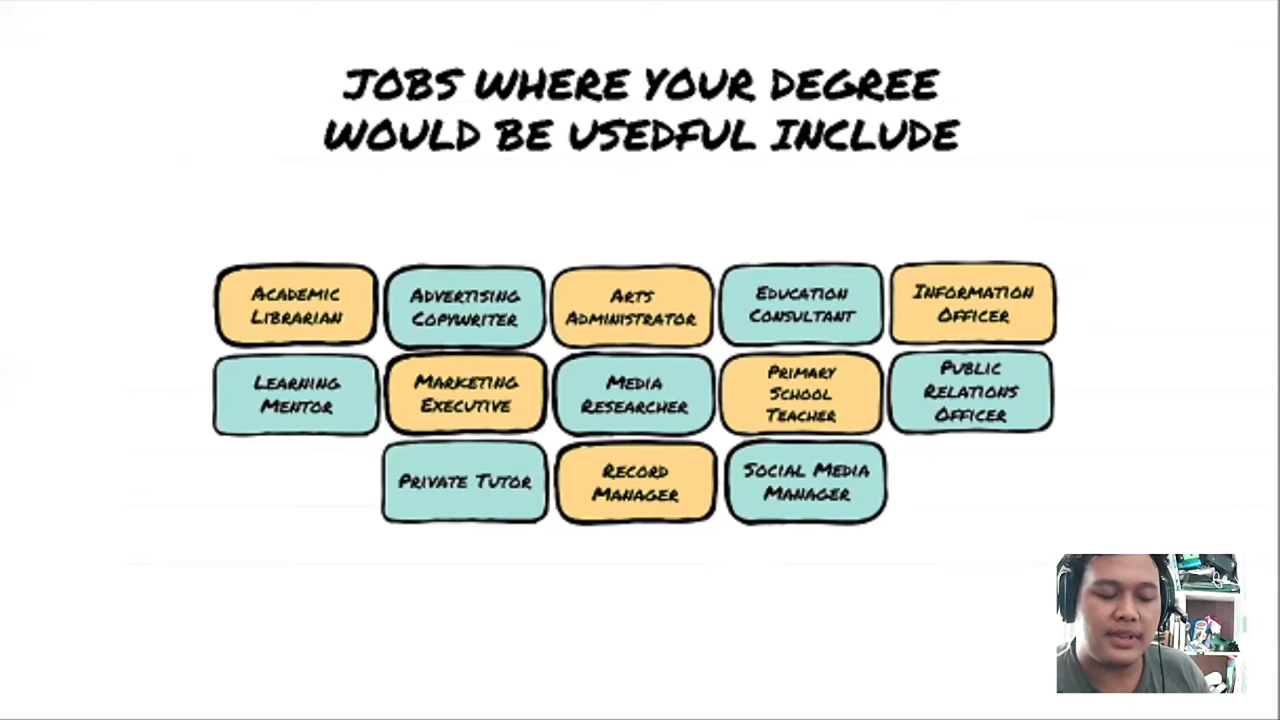 JOBS WHERE YOUR DEGREE
WOULD BE USEDFUL INCLUDE
ACADEMIC
LIBRARIAN
ADVERTISING
COPYWRITER
ARTS
ADMINISTRATOR
EDUCATION
CONSULTANT
INFORMATION
OFFICER
LEARNING
MENTOR
MARKETING
EXECUTIVE
MEDIA
RESEARCHER
PRIMARY
SCHOOL
TEACHER
PUBLIC
RELATIONS
OFFICER
PRIVATE TUTOR
RECORD
MANAGER
SOCIAL MEDIA
MANAGER